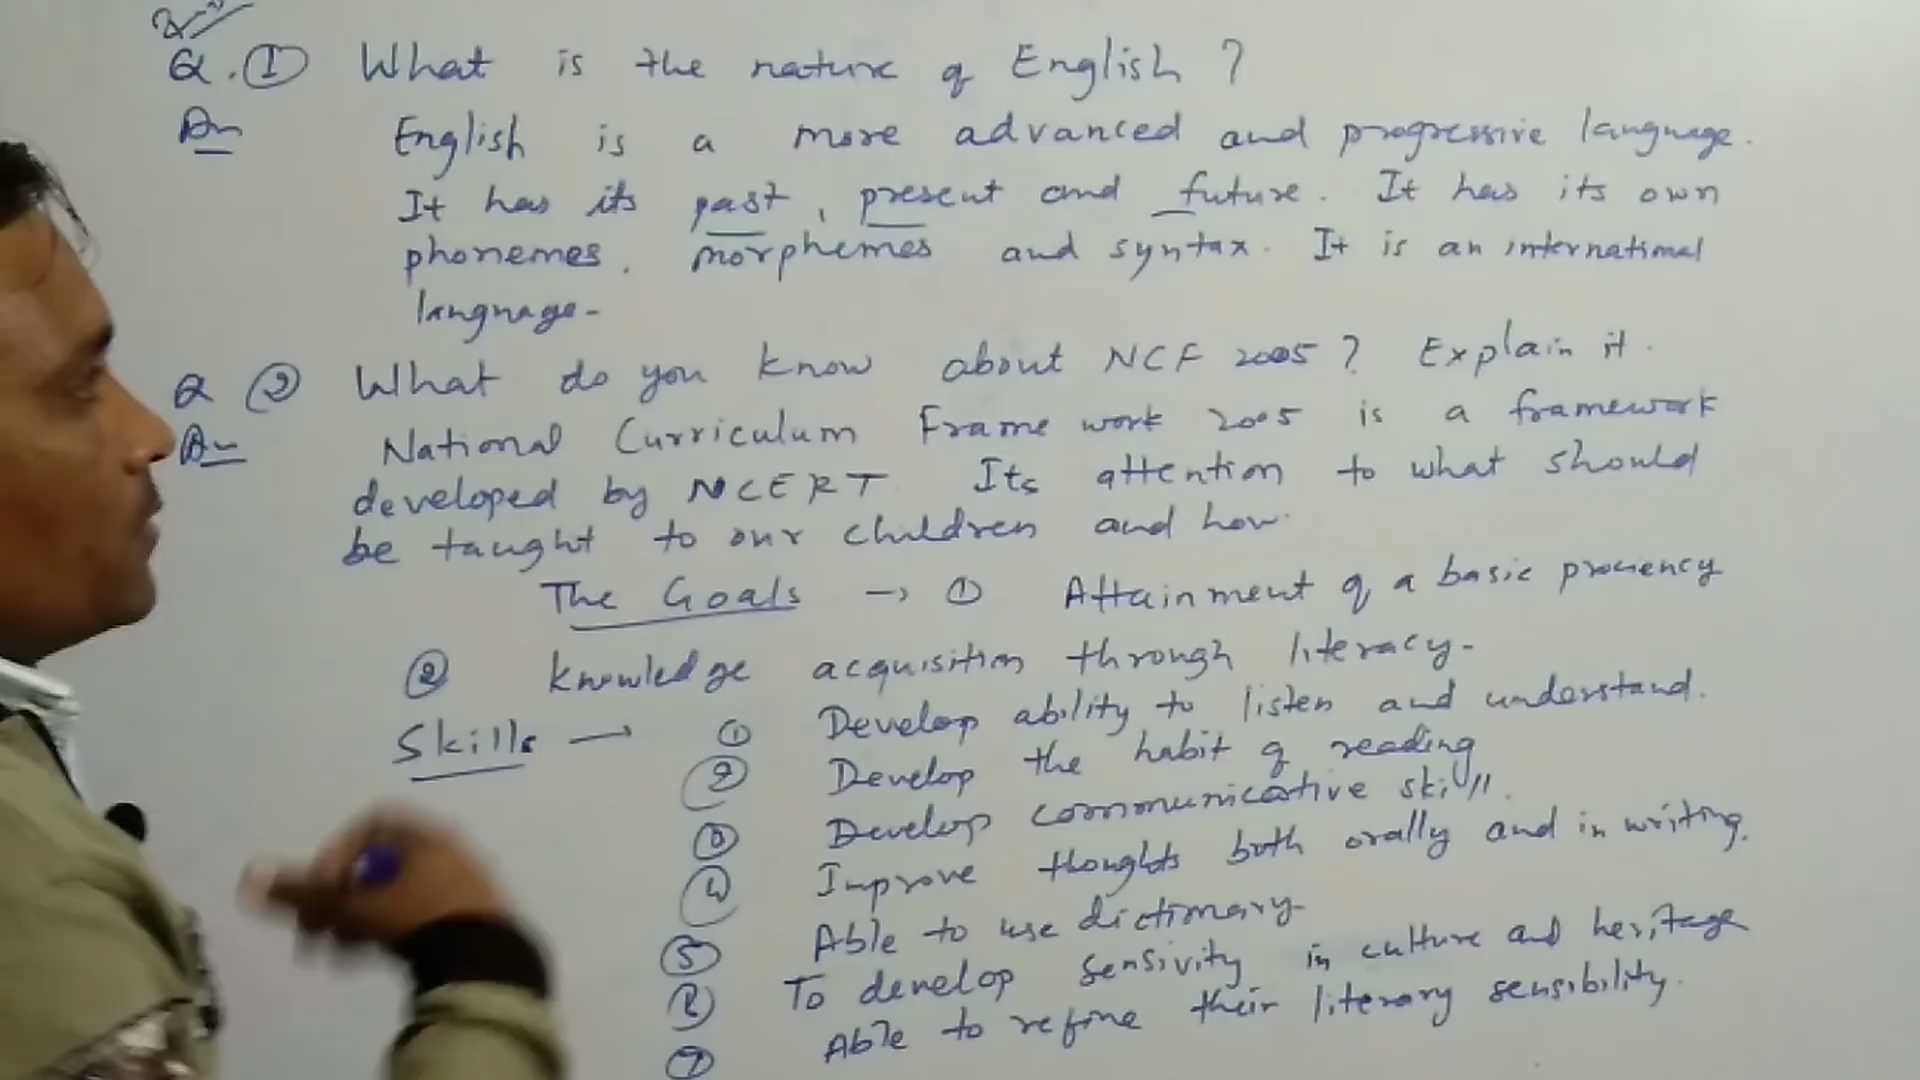 Q. 1 What is the nature of English ?
An English is a more advanced and progressive language.
It has its past, present and future. It has its own
phonemes, morphemes and syntax. It is an international
language-
Q 2 What do you know about NCF 2005 ? Explain it.
An National Curriculum Frame work 2005 is a framework
developed by NCERT Its attention to what should
be taught to our children and how.
The Goals → 1 Attainment of a basic prociency
2 knowledge acquisition through literacy-
Skills → 1 Develop ability to listen and understand.
2 Develop the habit of reading
3 Develop communicative skill.
4 Improve thoughts both orally and in writing.
5 Able to use dictionary
To develop sensivity in culture and heritage
7 Able to refine their literary sensibility.